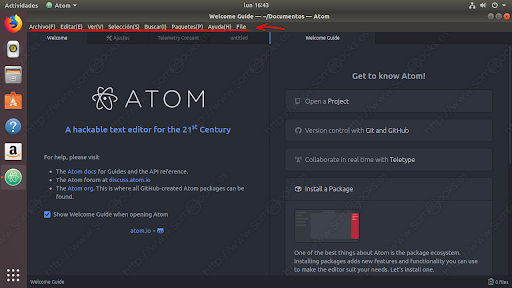 Actividades
Atom ▾
lun 16:43
Welcome Guide — ~/Documentos — Atom
Archivo(F) Editar(E) Ver(V) Selección(S) Buscar(I) Paquetes(P) Ayuda(H) File
Welcome
Ajustes
Telemetry Consent
untitled
Welcome Guide
ATOM
A hackable text editor for the 21st Century
For help, please visit
• The Atom docs for Guides and the API reference.
• The Atom forum at discuss.atom.io
• The Atom org. This is where all GitHub-created Atom packages can be
found.
Show Welcome Guide when opening Atom
atom.io ×
Get to know Atom!
Open a Project
Version control with Git and GitHub
Collaborate in real time with Teletype
Install a Package
One of the best things about Atom is the package ecosystem.
Installing packages adds new features and functionality you can use
to make the editor suit your needs. Let's install one.
Welcome Guide
0 files